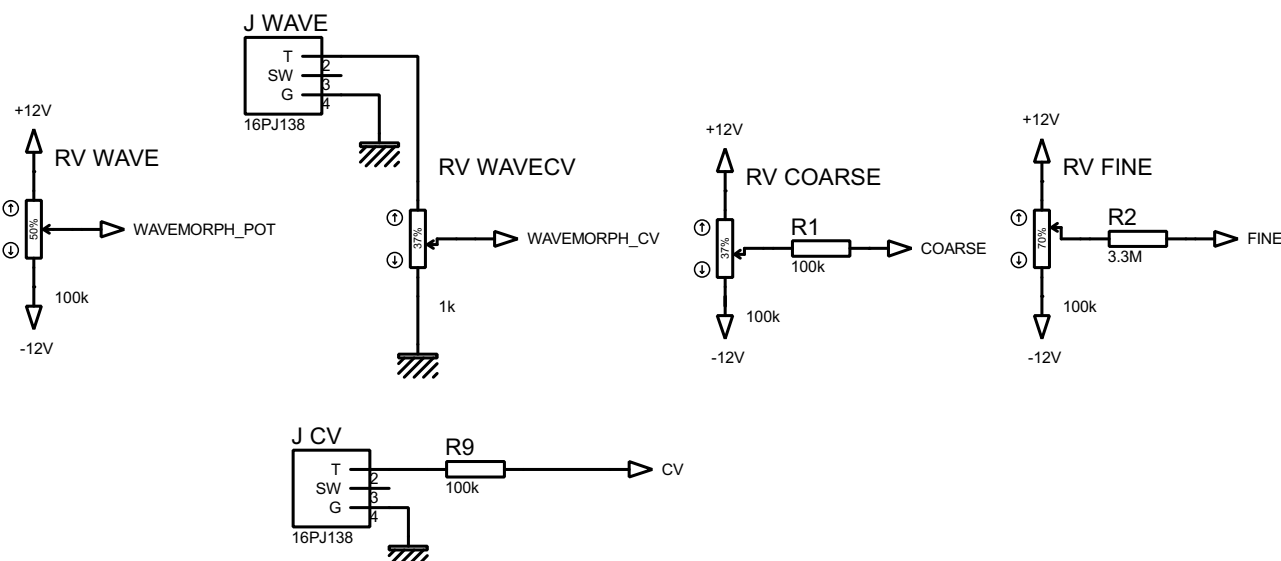 J WAVE
T
2
SW
3
G
4
16PJ138
+12V
RV WAVE
50%
WAVEMORPH_POT
100k
-12V
RV WAVECV
37%
WAVEMORPH_CV
1k
+12V
RV COARSE
37%
R1
100k
COARSE
100k
-12V
+12V
RV FINE
70%
R2
3.3M
FINE
100k
-12V
J CV
T
2
SW
3
G
4
16PJ138
R9
100k
CV